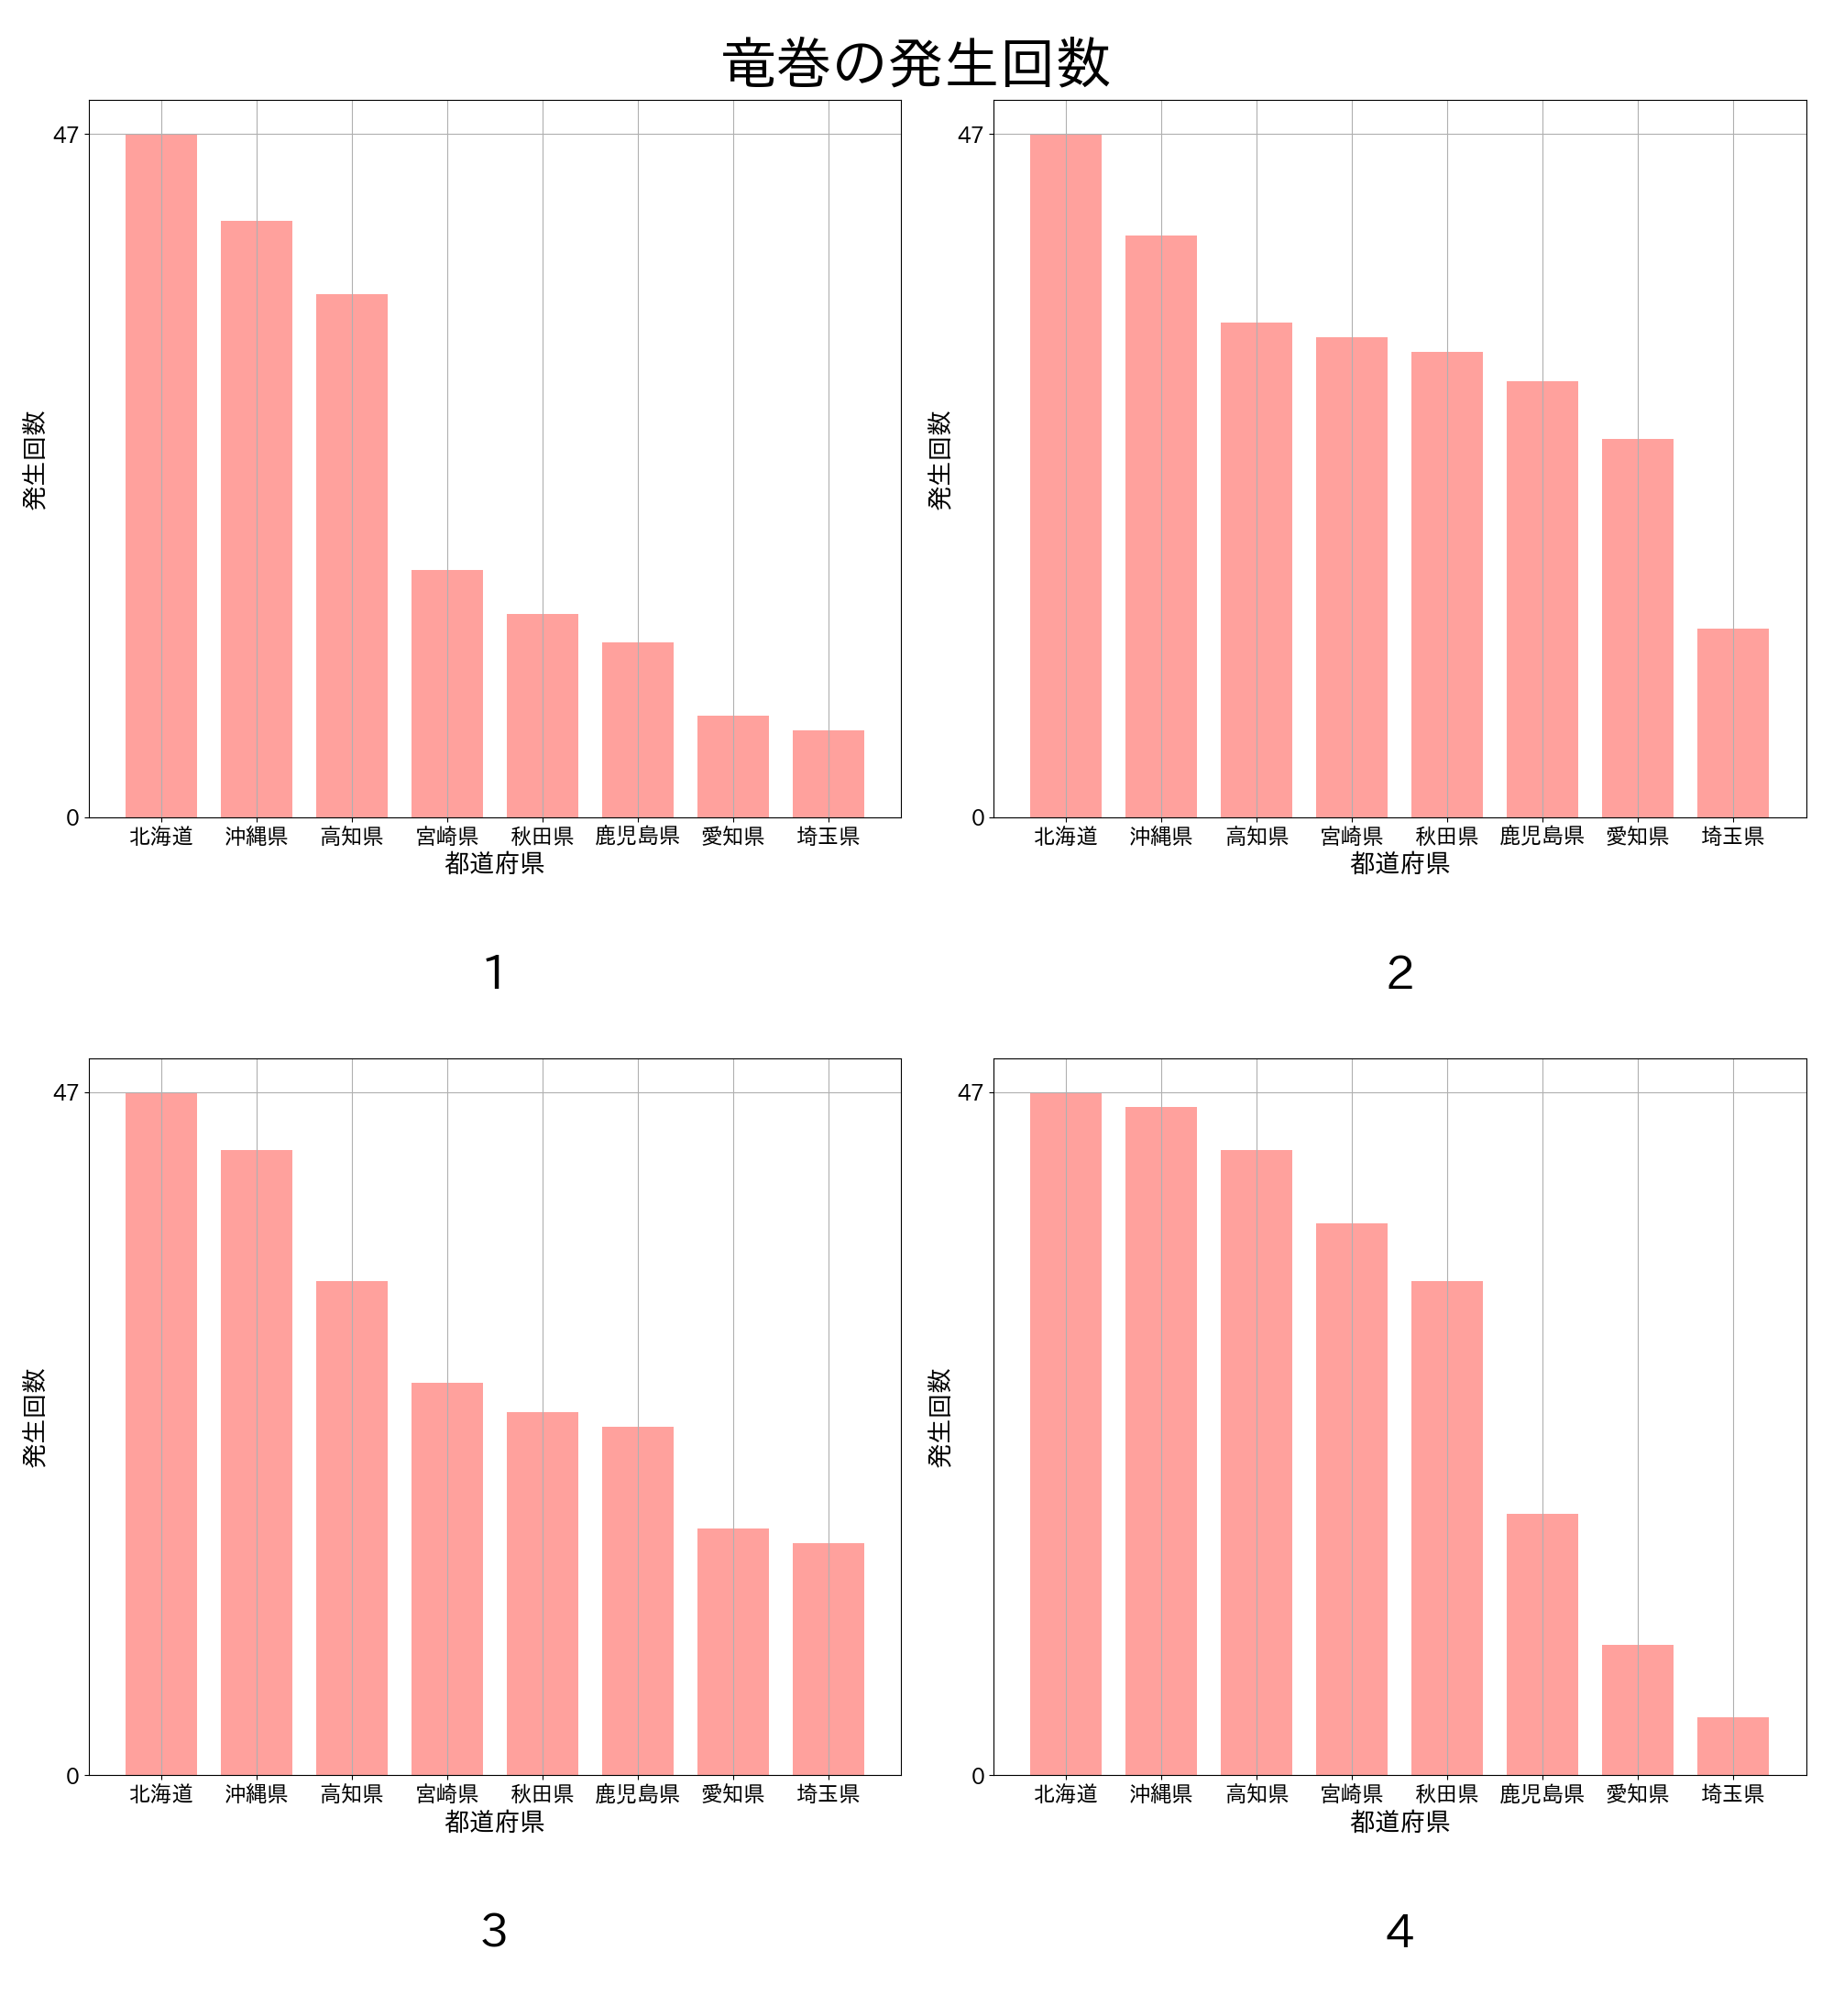 竜巻の発生回数
47
発生回数
0
北海道 沖縄県 高知県 宮崎県 秋田県 鹿児島県 愛知県 埼玉県
都道府県
1
47
発生回数
0
北海道 沖縄県 高知県 宮崎県 秋田県 鹿児島県 愛知県 埼玉県
都道府県
2
47
発生回数
0
北海道 沖縄県 高知県 宮崎県 秋田県 鹿児島県 愛知県 埼玉県
都道府県
3
47
発生回数
0
北海道 沖縄県 高知県 宮崎県 秋田県 鹿児島県 愛知県 埼玉県
都道府県
4